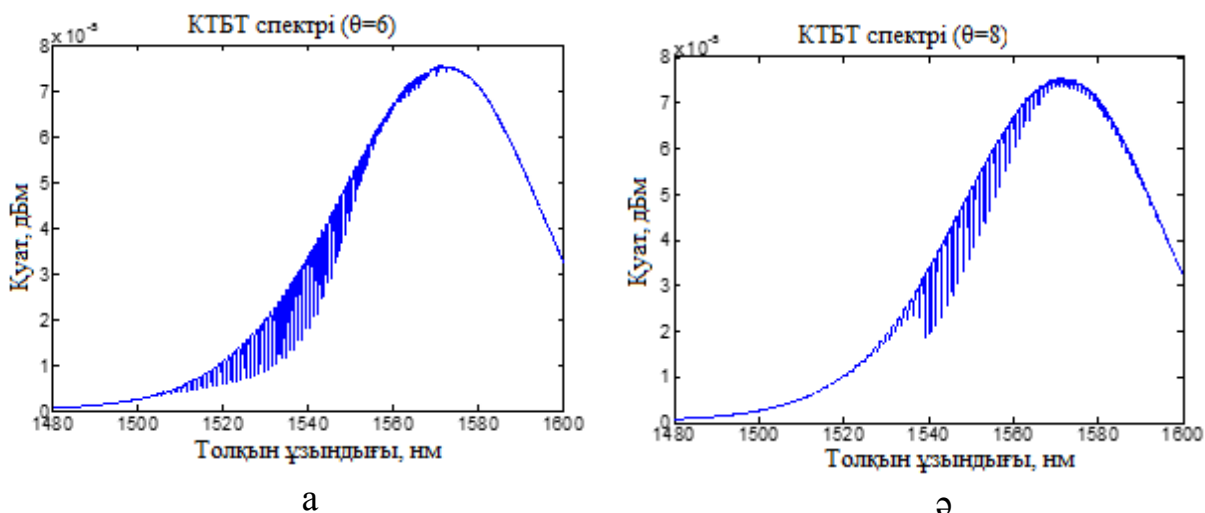 КТБТ спектрі (θ=6)
8 x 10⁻⁵
7
6
5
4
3
2
1
0
1480 1500 1520 1540 1560 1580 1600
Қуат, дБм
Толқын ұзындығы, нм
а
КТБТ спектрі (θ=8)
8 x 10⁻⁵
7
6
5
4
3
2
1
0
1480 1500 1520 1540 1560 1580 1600
Қуат, дБм
Толқын ұзындығы, нм
ә